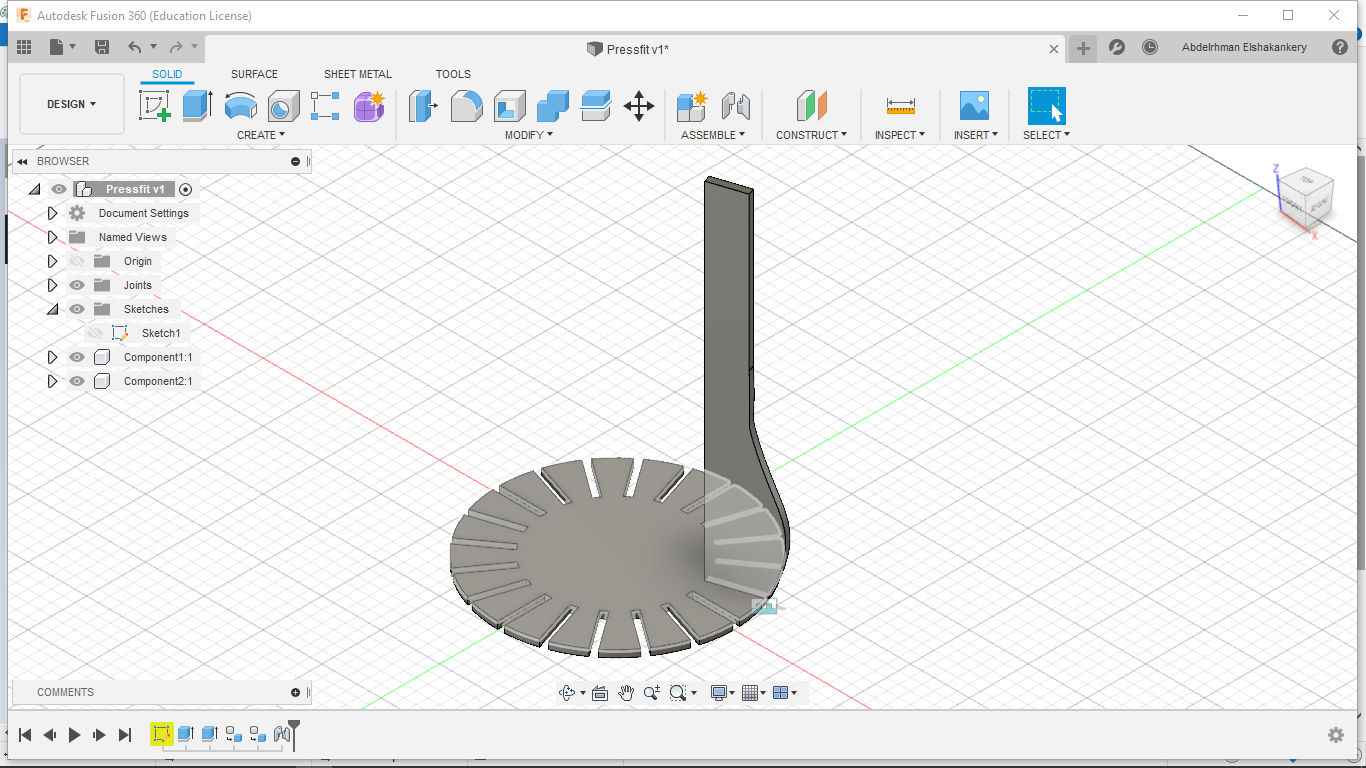 Autodesk Fusion 360 (Education License)
Pressfit v1*
Abdelrhman Elshakankery
SOLID SURFACE SHEET METAL TOOLS
DESIGN
CREATE MODIFY ASSEMBLE CONSTRUCT INSPECT INSERT SELECT
BROWSER
Pressfit v1
Document Settings
Named Views
Origin
Joints
Sketches
Sketch1
Component1:1
Component2:1
Z
TOP
X
COMMENTS